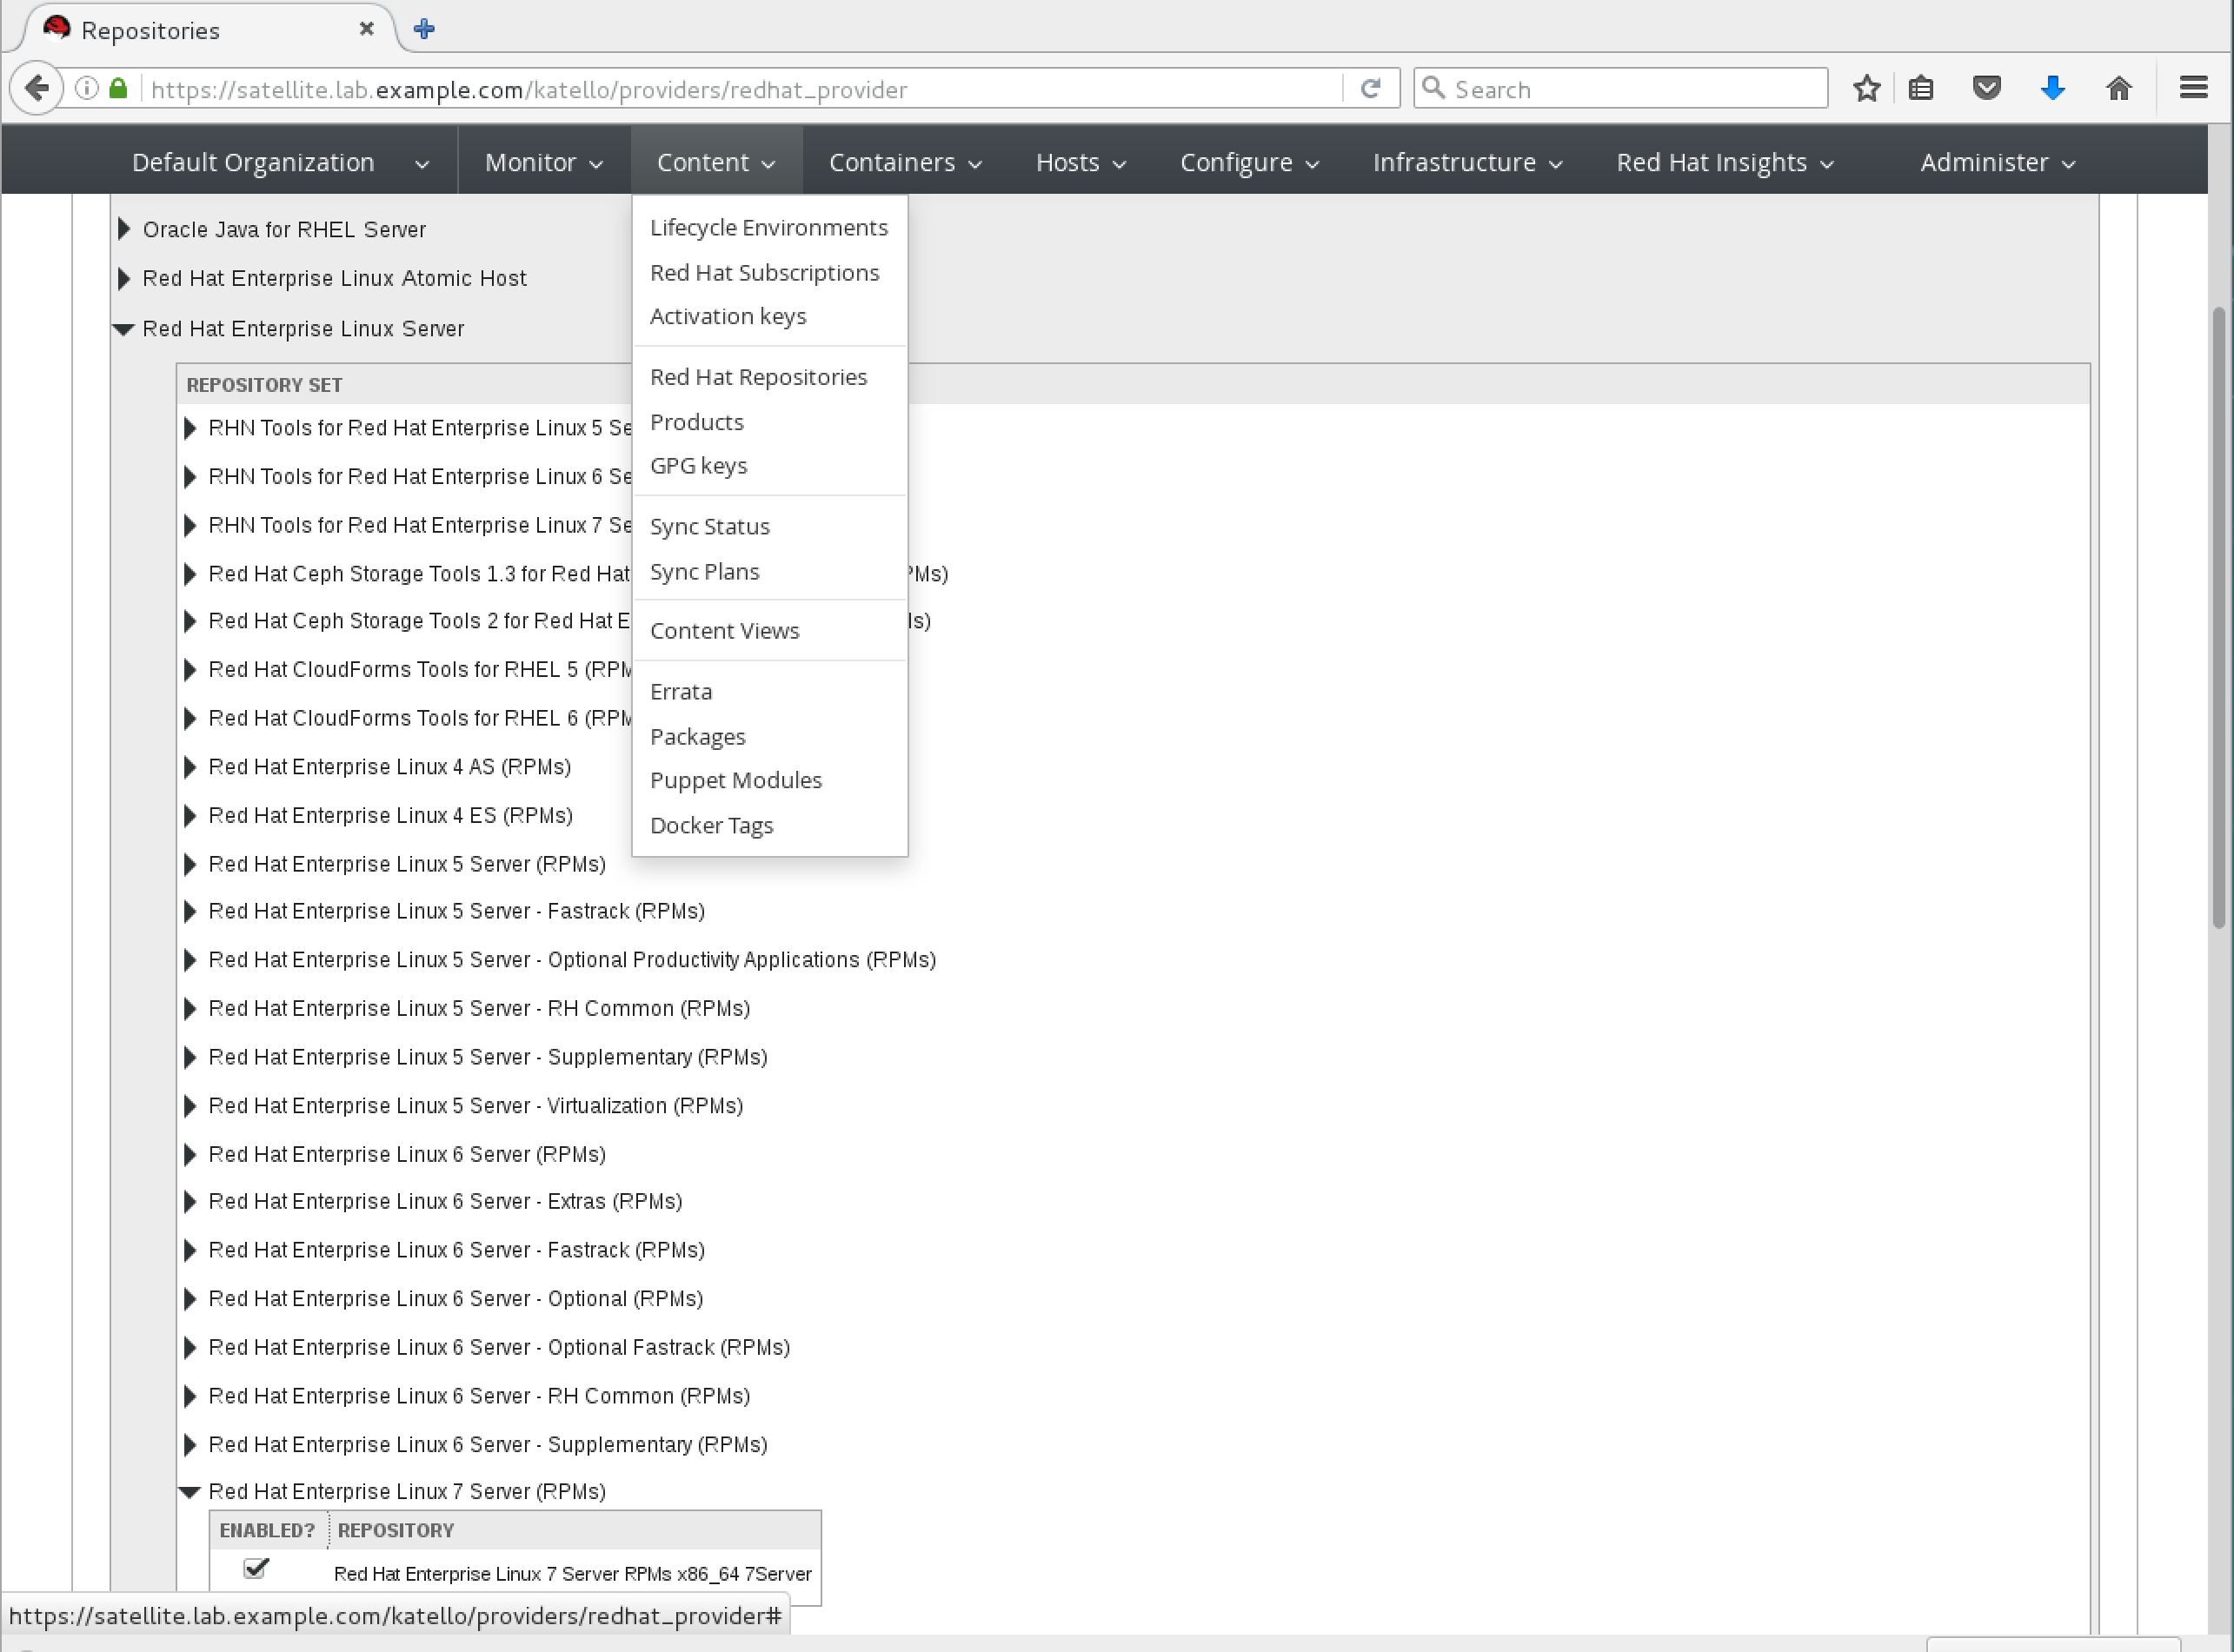 Repositories
https://satellite.lab.example.com/katello/providers/redhat_provider
Search
Default Organization Monitor Content Containers Hosts Configure Infrastructure Red Hat Insights Administer
Lifecycle Environments
Red Hat Subscriptions
Activation keys
Red Hat Repositories
Products
GPG keys
Sync Status
Sync Plans
Content Views
Errata
Packages
Puppet Modules
Docker Tags
Oracle Java for RHEL Server
Red Hat Enterprise Linux Atomic Host
Red Hat Enterprise Linux Server
REPOSITORY SET
RHN Tools for Red Hat Enterprise Linux 5 Se
RHN Tools for Red Hat Enterprise Linux 6 Se
RHN Tools for Red Hat Enterprise Linux 7 Se
Red Hat Ceph Storage Tools 1.3 for Red Hat PMs)
Red Hat Ceph Storage Tools 2 for Red Hat E ls)
Red Hat CloudForms Tools for RHEL 5 (RPM
Red Hat CloudForms Tools for RHEL 6 (RPM
Red Hat Enterprise Linux 4 AS (RPMs)
Red Hat Enterprise Linux 4 ES (RPMs)
Red Hat Enterprise Linux 5 Server (RPMs)
Red Hat Enterprise Linux 5 Server - Fastrack (RPMs)
Red Hat Enterprise Linux 5 Server - Optional Productivity Applications (RPMs)
Red Hat Enterprise Linux 5 Server - RH Common (RPMs)
Red Hat Enterprise Linux 5 Server - Supplementary (RPMs)
Red Hat Enterprise Linux 5 Server - Virtualization (RPMs)
Red Hat Enterprise Linux 6 Server (RPMs)
Red Hat Enterprise Linux 6 Server - Extras (RPMs)
Red Hat Enterprise Linux 6 Server - Fastrack (RPMs)
Red Hat Enterprise Linux 6 Server - Optional (RPMs)
Red Hat Enterprise Linux 6 Server - Optional Fastrack (RPMs)
Red Hat Enterprise Linux 6 Server - RH Common (RPMs)
Red Hat Enterprise Linux 6 Server - Supplementary (RPMs)
Red Hat Enterprise Linux 7 Server (RPMs)
ENABLED? REPOSITORY
Red Hat Enterprise Linux 7 Server RPMs x86_64 7Server
https://satellite.lab.example.com/katello/providers/redhat_provider#